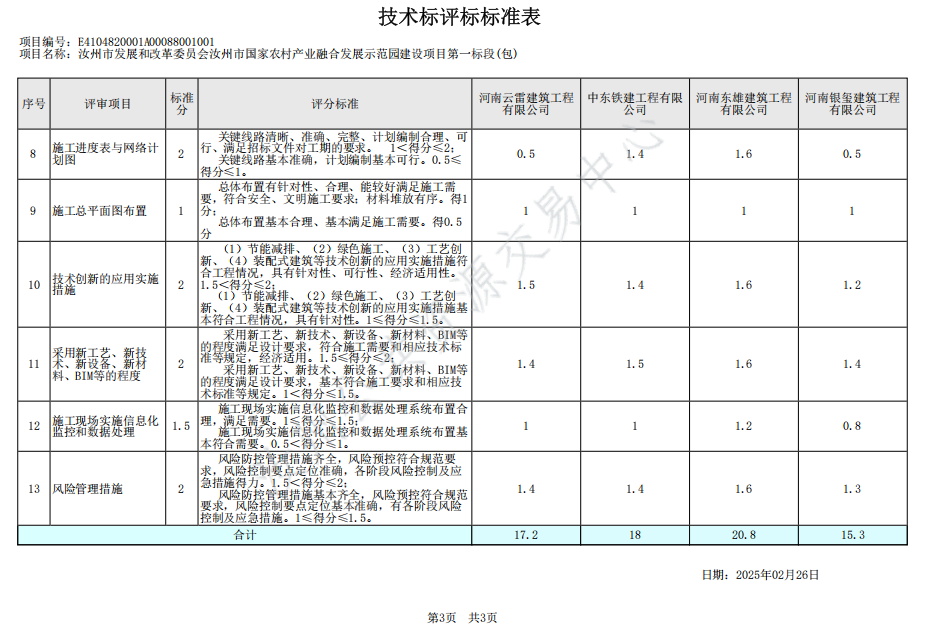 技术标评标标准表
项目编号：E4104820001A00088001001
项目名称：汝州市发展和改革委员会汝州市国家农村产业融合发展示范园建设项目第一标段(包)
序号 评审项目 标准分 评分标准 河南云雷建筑工程有限公司 中东铁建工程有限公司 河南东雄建筑工程有限公司 河南银玺建筑工程有限公司
8 施工进度表与网络计划图 2 0.5 1.4 1.6 0.5
关键线路清晰、准确、完整、计划编制合理、可
行、满足招标文件对工期的要求。 1＜得分≤2；
关键线路基本准确，计划编制基本可行。0.5≤
得分≤1。
9 施工总平面图布置 1 1 1 1 1
总体布置有针对性、合理、能较好满足施工需
要，符合安全、文明施工要求；材料堆放有序。得1
分；
总体布置基本合理、基本满足施工需要。得0.5
分
10 技术创新的应用实施措施 2 1.5 1.4 1.6 1.2
（1）节能减排、（2）绿色施工、（3）工艺创
新、（4）装配式建筑等技术创新的应用实施措施符
合工程情况，具有针对性、可行性、经济适用性。
1.5＜得分≤2；
（1）节能减排、（2）绿色施工、（3）工艺创
新、（4）装配式建筑等技术创新的应用实施措施基
本符合工程情况，具有针对性。1≤得分≤1.5。
11 采用新工艺、新技术、新设备、新材料、BIM等的程度 2 1.4 1.5 1.6 1.4
采用新工艺、新技术、新设备、新材料、BIM等
的程度满足设计要求，符合施工需要和相应技术标
准等规定，经济适用。1.5≤得分≤2；
采用新工艺、新技术、新设备、新材料、BIM等
的程度满足设计要求，基本符合施工要求和相应技
术标准等规定。1＜得分≤1.5。
12 施工现场实施信息化监控和数据处理 1.5 1 1 1.2 0.8
施工现场实施信息化监控和数据处理系统布置合
理，满足需要。1≤得分≤1.5；
施工现场实施信息化监控和数据处理系统布置基
本符合需要。0.5＜得分≤1。
13 风险管理措施 2 1.4 1.4 1.6 1.3
风险防控管理措施齐全，风险预控符合规范要
求，风险控制要点定位准确，各阶段风险控制及应
急措施得力。1.5＜得分≤2；
风险防控管理措施基本齐全，风险预控符合规范
要求，风险控制要点定位基本准确，有各阶段风险
控制及应急措施。1≤得分≤1.5。
合计 17.2 18 20.8 15.3
日期：2025年02月26日
第3页 共3页
源交易中心